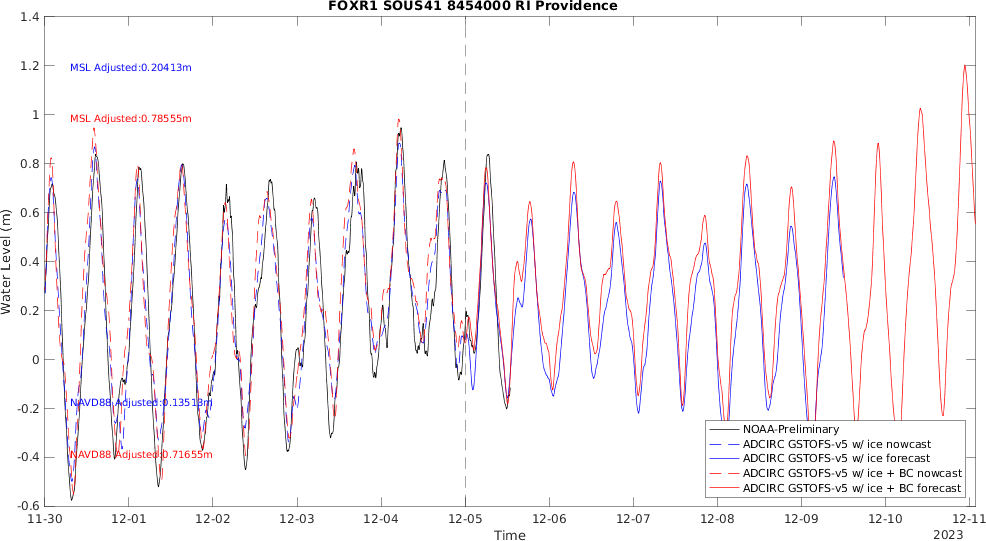 FOXR1 SOUS41 8454000 RI Providence
1.4
1.2
1
0.8
0.6
0.4
0.2
0
-0.2
-0.4
-0.6
Water Level (m)
MSL Adjusted:0.20413m
MSL Adjusted:0.78555m
NAVD88 Adjusted:0.13513m
NAVD88 Adjusted:0.71655m
NOAA-Preliminary
ADCIRC GSTOFS-v5 w/ ice nowcast
ADCIRC GSTOFS-v5 w/ ice forecast
ADCIRC GSTOFS-v5 w/ ice + BC nowcast
ADCIRC GSTOFS-v5 w/ ice + BC forecast
11-30 12-01 12-02 12-03 12-04 12-05 12-06 12-07 12-08 12-09 12-10 12-11
Time
2023